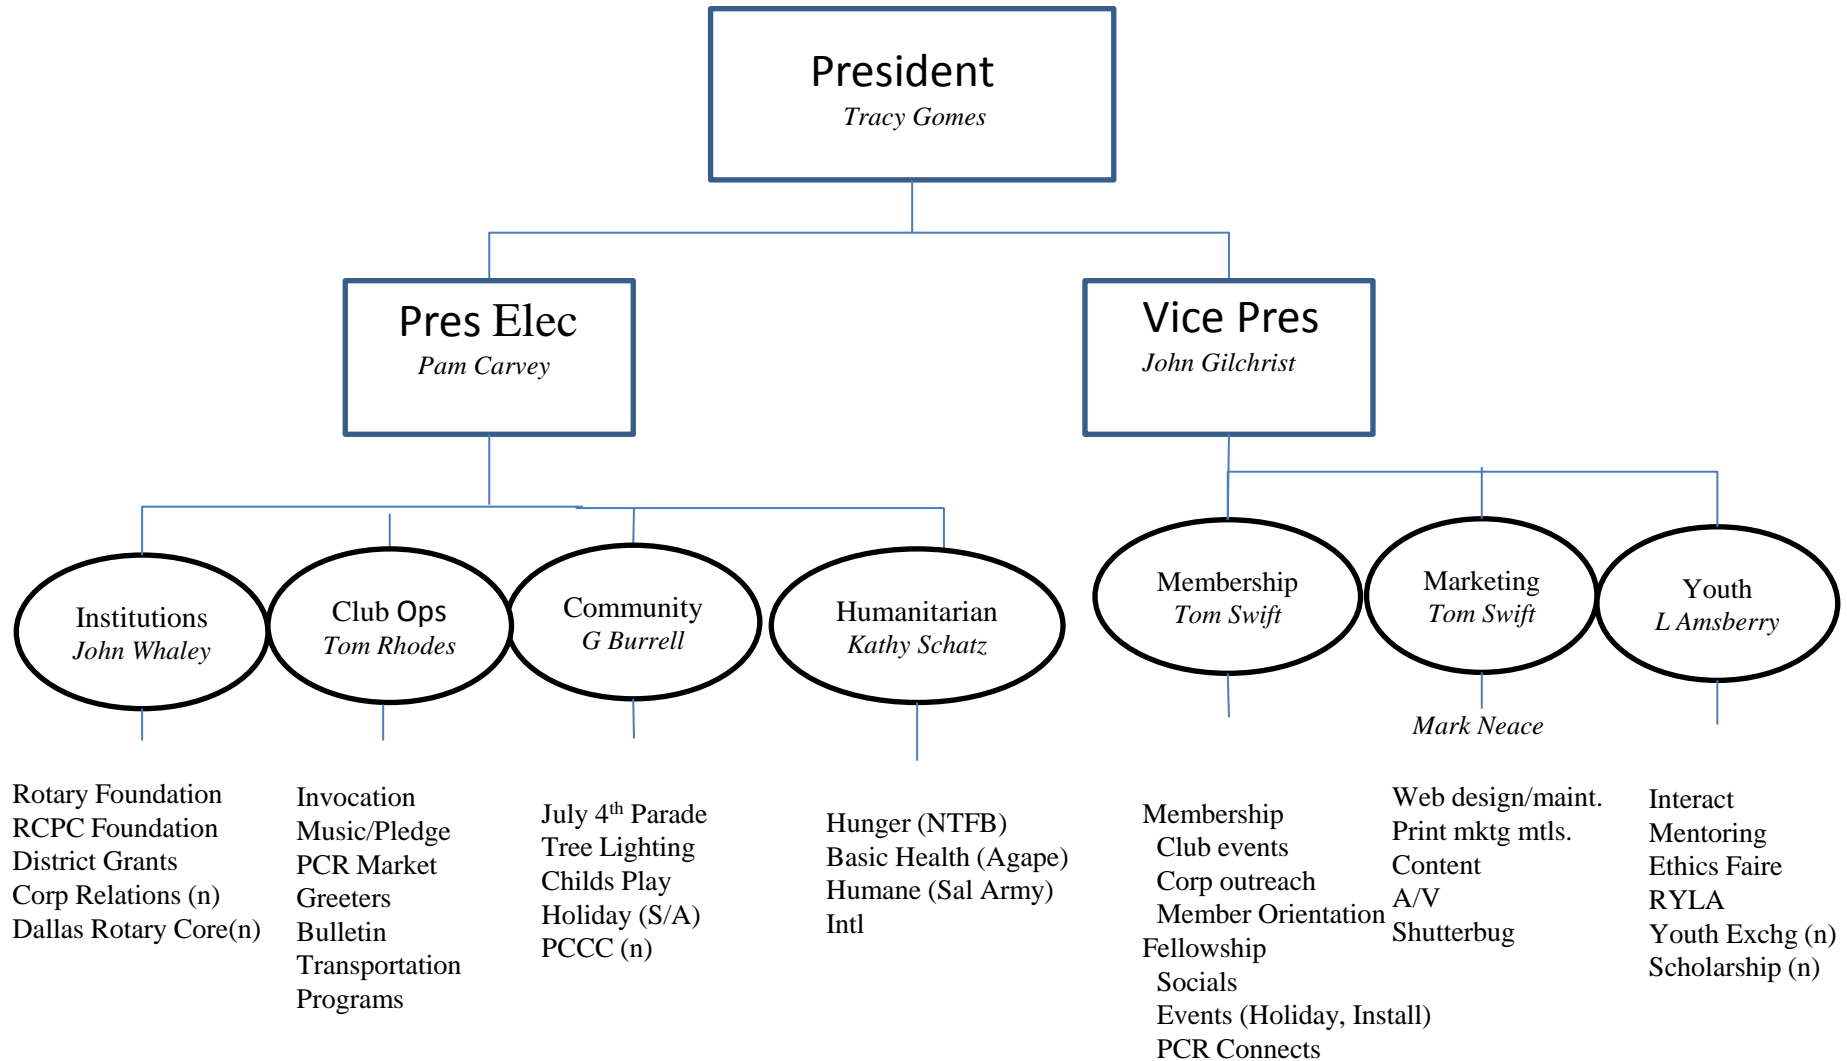 President
Tracy Gomes
Pres Elec
Pam Carvey
Vice Pres
John Gilchrist
Institutions
John Whaley
Club Ops
Tom Rhodes
Community
G Burrell
Humanitarian
Kathy Schatz
Membership
Tom Swift
Marketing
Tom Swift
Youth
L Amsberry
Mark Neace
Rotary Foundation
RCPC Foundation
District Grants
Corp Relations (n)
Dallas Rotary Core(n)
Invocation
Music/Pledge
PCR Market
Greeters
Bulletin
Transportation
Programs
July 4th Parade
Tree Lighting
Childs Play
Holiday (S/A)
PCCC (n)
Hunger (NTFB)
Basic Health (Agape)
Humane (Sal Army)
Intl
Membership
Club events
Corp outreach
Member Orientation
Fellowship
Socials
Events (Holiday, Install)
PCR Connects
Web design/maint.
Print mktg mtls.
Content
A/V
Shutterbug
Interact
Mentoring
Ethics Faire
RYLA
Youth Exchg (n)
Scholarship (n)